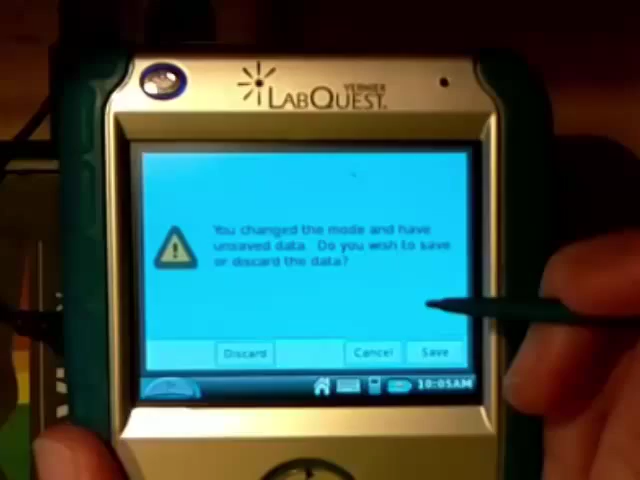 VERNIER
LABQUEST
You changed the mode and have
unsaved data. Do you wish to save
or discard the data?
Discard
Cancel
Save
10:05AM